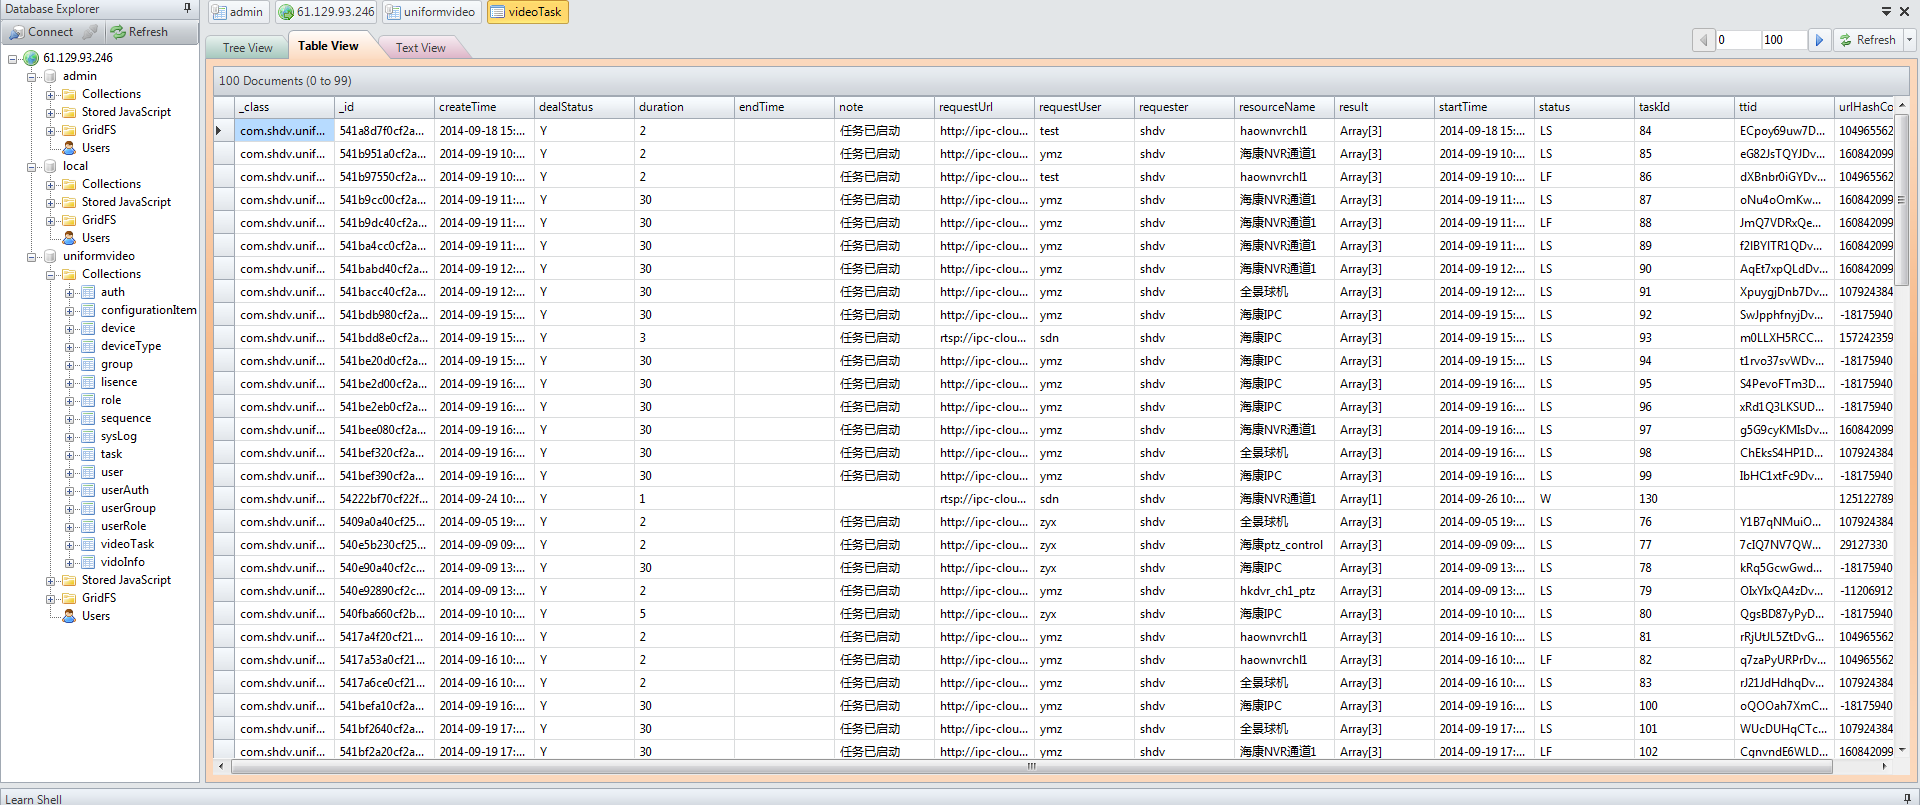 Database Explorer
Connect Refresh
61.129.93.246
admin
Collections
Stored JavaScript
GridFS
Users
local
Collections
Stored JavaScript
GridFS
Users
uniformvideo
Collections
auth
configurationItem
device
deviceType
group
lisence
role
sequence
sysLog
task
user
userAuth
userGroup
userRole
videoTask
vidoInfo
Stored JavaScript
GridFS
Users
admin 61.129.93.246 uniformvideo videoTask
Tree View Table View Text View 0 100 Refresh
100 Documents (0 to 99)
_class _id createTime dealStatus duration endTime note requestUrl requestUser requester resourceName result startTime status taskId ttid urlHashCo
com.shdv.unif... 541a8d7f0cf2a... 2014-09-18 15:... Y 2 任务已启动 http://ipc-clou... test shdv haownvrchl1 Array[3] 2014-09-18 15:... LS 84 ECpoy69uw7D... 104965562
com.shdv.unif... 541b951a0cf2a... 2014-09-19 10:... Y 2 任务已启动 http://ipc-clou... ymz shdv 海康NVR通道1 Array[3] 2014-09-19 10:... LS 85 eG82JsTQYJDv... 160842099
com.shdv.unif... 541b97550cf2a... 2014-09-19 10:... Y 2 任务已启动 http://ipc-clou... test shdv haownvrchl1 Array[3] 2014-09-19 10:... LF 86 dXBnbr0iGYDv... 104965562
com.shdv.unif... 541b9cc00cf2a... 2014-09-19 11:... Y 30 任务已启动 http://ipc-clou... ymz shdv 海康NVR通道1 Array[3] 2014-09-19 11:... LS 87 oNu4oOmKw... 160842099
com.shdv.unif... 541b9dc40cf2a... 2014-09-19 11:... Y 30 任务已启动 http://ipc-clou... ymz shdv 海康NVR通道1 Array[3] 2014-09-19 11:... LF 88 JmQ7VDRxQe... 160842099
com.shdv.unif... 541ba4cc0cf2a... 2014-09-19 11:... Y 30 任务已启动 http://ipc-clou... ymz shdv 海康NVR通道1 Array[3] 2014-09-19 11:... LS 89 f2IBYITR1QDv... 160842099
com.shdv.unif... 541babd40cf2a... 2014-09-19 12:... Y 30 任务已启动 http://ipc-clou... ymz shdv 海康NVR通道1 Array[3] 2014-09-19 12:... LS 90 AqEt7xpQLdDv... 160842099
com.shdv.unif... 541bacc40cf2a... 2014-09-19 12:... Y 30 任务已启动 http://ipc-clou... ymz shdv 全景球机 Array[3] 2014-09-19 12:... LS 91 XpuygjDnb7Dv... 107924384
com.shdv.unif... 541bdb980cf2a... 2014-09-19 15:... Y 30 任务已启动 http://ipc-clou... ymz shdv 海康IPC Array[3] 2014-09-19 15:... LS 92 SwJpphfnyjDv... -18175940
com.shdv.unif... 541bdd8e0cf2a... 2014-09-19 15:... Y 3 任务已启动 rtsp://ipc-clou... sdn shdv 海康IPC Array[3] 2014-09-19 15:... LS 93 m0LLXH5RCC... 157242359
com.shdv.unif... 541be20d0cf2a... 2014-09-19 15:... Y 30 任务已启动 http://ipc-clou... ymz shdv 海康IPC Array[3] 2014-09-19 15:... LS 94 t1rvo37svWDv... -18175940
com.shdv.unif... 541be2d00cf2a... 2014-09-19 16:... Y 30 任务已启动 http://ipc-clou... ymz shdv 海康IPC Array[3] 2014-09-19 16:... LS 95 S4PevoFTm3D... -18175940
com.shdv.unif... 541be2eb0cf2a... 2014-09-19 16:... Y 30 任务已启动 http://ipc-clou... ymz shdv 海康IPC Array[3] 2014-09-19 16:... LS 96 xRd1Q3LKSUD... -18175940
com.shdv.unif... 541bee080cf2a... 2014-09-19 16:... Y 30 任务已启动 http://ipc-clou... ymz shdv 海康NVR通道1 Array[3] 2014-09-19 16:... LS 97 g5G9cyKMIsDv... 160842099
com.shdv.unif... 541bef320cf2a... 2014-09-19 16:... Y 30 任务已启动 http://ipc-clou... ymz shdv 全景球机 Array[3] 2014-09-19 16:... LS 98 ChEksS4HP1D... 107924384
com.shdv.unif... 541bef390cf2a... 2014-09-19 16:... Y 30 任务已启动 http://ipc-clou... ymz shdv 海康IPC Array[3] 2014-09-19 16:... LS 99 IbHC1xtFc9Dv... -18175940
com.shdv.unif... 54222bf70cf22f... 2014-09-24 10:... Y 1 rtsp://ipc-clou... sdn shdv 海康NVR通道1 Array[1] 2014-09-26 10:... W 130 125122789
com.shdv.unif... 5409a0a40cf25... 2014-09-05 19:... Y 2 任务已启动 http://ipc-clou... zyx shdv 全景球机 Array[3] 2014-09-05 19:... LS 76 Y1B7qNMuiO... 107924384
com.shdv.unif... 540e5b230cf25... 2014-09-09 09:... Y 2 任务已启动 http://ipc-clou... zyx shdv 海康ptz_control Array[3] 2014-09-09 09:... LS 77 7cIQ7NV7QW... 29127330
com.shdv.unif... 540e90a40cf2c... 2014-09-09 13:... Y 30 任务已启动 http://ipc-clou... zyx shdv 海康IPC Array[3] 2014-09-09 13:... LS 78 kRq5GcwGwd... -18175940
com.shdv.unif... 540e92890cf2c... 2014-09-09 13:... Y 2 任务已启动 http://ipc-clou... ymz shdv hkdvr_ch1_ptz Array[3] 2014-09-09 13:... LS 79 OIxYIxQA4zDv... -11206912
com.shdv.unif... 540fba660cf2b... 2014-09-10 10:... Y 5 任务已启动 http://ipc-clou... zyx shdv 海康IPC Array[3] 2014-09-10 10:... LS 80 QgsBD87yPyD... -18175940
com.shdv.unif... 5417a4f20cf21... 2014-09-16 10:... Y 2 任务已启动 http://ipc-clou... ymz shdv haownvrchl1 Array[3] 2014-09-16 10:... LS 81 rRjUtJL5ZtDvG... 104965562
com.shdv.unif... 5417a53a0cf21... 2014-09-16 10:... Y 2 任务已启动 http://ipc-clou... ymz shdv haownvrchl1 Array[3] 2014-09-16 10:... LF 82 q7zaPyURPrDv... 104965562
com.shdv.unif... 5417a6ce0cf21... 2014-09-16 10:... Y 2 任务已启动 http://ipc-clou... ymz shdv 全景球机 Array[3] 2014-09-16 10:... LS 83 rJ21JdHdhqDv... 107924384
com.shdv.unif... 541befa10cf2a... 2014-09-19 16:... Y 30 任务已启动 http://ipc-clou... ymz shdv 海康IPC Array[3] 2014-09-19 16:... LS 100 oQOOah7XmC... -18175940
com.shdv.unif... 541bf2640cf2a... 2014-09-19 17:... Y 30 任务已启动 http://ipc-clou... ymz shdv 全景球机 Array[3] 2014-09-19 17:... LS 101 WUcDUHqCTc... 107924384
com.shdv.unif... 541bf2a20cf2a... 2014-09-19 17:... Y 30 任务已启动 http://ipc-clou... ymz shdv 海康NVR通道1 Array[3] 2014-09-19 17:... LF 102 CqnvndE6WLD... 160842099
Learn Shell